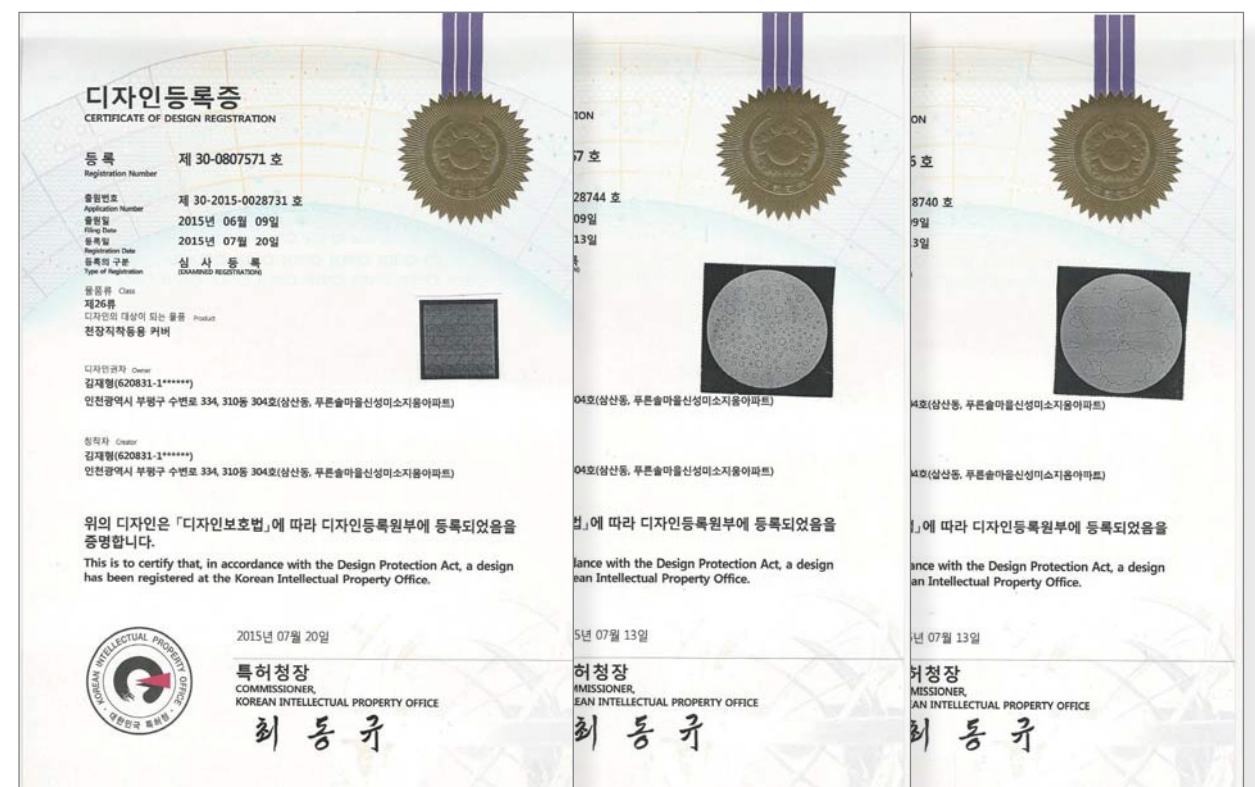 디자인등록증
CERTIFICATE OF DESIGN REGISTRATION
등 록 제 30-0807571 호
Registration Number
출원번호 제 30-2015-0028731 호
Application Number
출원일 2015년 06월 09일
Filing Date
등록일 2015년 07월 20일
Registration Date
등록의 구분 심 사 등 록
Type of Registration (EXAMINED REGISTRATION)
물품류 Class
제26류
디자인의 대상이 되는 물품 Product
천장직착등용 커버
디자인권자 Owner
김재형(620831-1******)
인천광역시 부평구 수변로 334, 310동 304호(삼산동, 푸른솔마을신성미소지움아파트)
창작자 Creator
김재형(620831-1******)
인천광역시 부평구 수변로 334, 310동 304호(삼산동, 푸른솔마을신성미소지움아파트)
위의 디자인은 「디자인보호법」에 따라 디자인등록원부에 등록되었음을
증명합니다.
This is to certify that, in accordance with the Design Protection Act, a design
has been registered at the Korean Intellectual Property Office.
2015년 07월 20일
특허청장
COMMISSIONER,
KOREAN INTELLECTUAL PROPERTY OFFICE
최동규
KOREAN INTELLECTUAL PROPERTY OFFICE
대한민국 특허청
ION
57 호
28744 호
09일
13일
04호(삼산동, 푸른솔마을신성미소지움아파트)
04호(삼산동, 푸른솔마을신성미소지움아파트)
법」에 따라 디자인등록원부에 등록되었음을
dance with the Design Protection Act, a design
ean Intellectual Property Office.
5년 07월 13일
허청장
MMISSIONER,
EAN INTELLECTUAL PROPERTY OFFICE
최동규
ON
6 호
8740 호
09일
3일
4호(삼산동, 푸른솔마을신성미소지움아파트)
4호(삼산동, 푸른솔마을신성미소지움아파트)
」에 따라 디자인등록원부에 등록되었음을
ance with the Design Protection Act, a design
an Intellectual Property Office.
년 07월 13일
허청장
MISSIONER,
AN INTELLECTUAL PROPERTY OFFICE
최동규